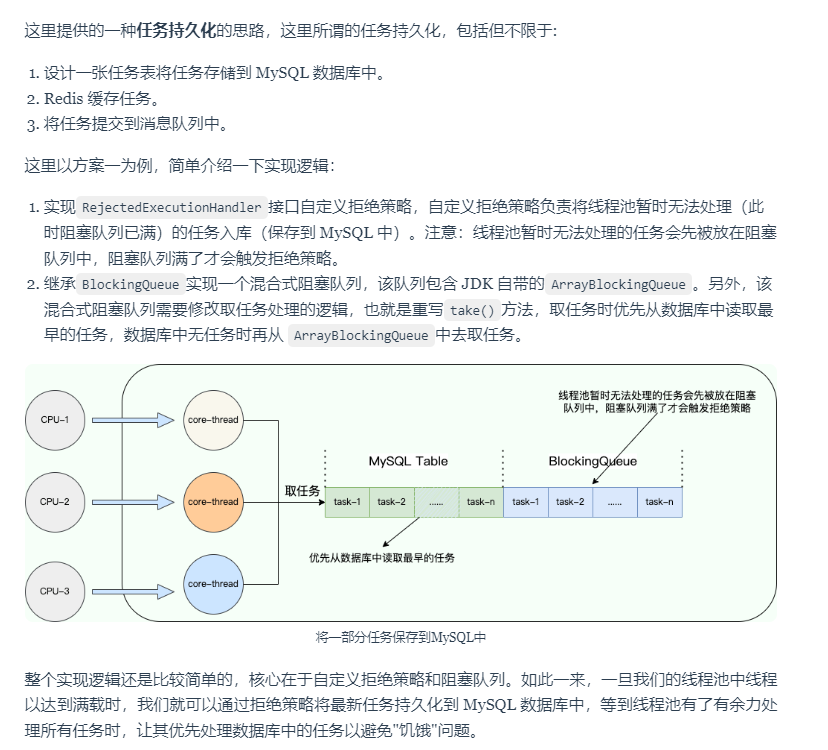 这里提供的一种任务持久化的思路，这里所谓的任务持久化，包括但不限于:
1. 设计一张任务表将任务存储到 MySQL 数据库中。
2. Redis 缓存任务。
3. 将任务提交到消息队列中。
这里以方案一为例，简单介绍一下实现逻辑：
1. 实现 RejectedExecutionHandler 接口自定义拒绝策略，自定义拒绝策略负责将线程池暂时无法处理（此
时阻塞队列已满）的任务入库（保存到 MySQL 中）。注意：线程池暂时无法处理的任务会先被放在阻塞
队列中，阻塞队列满了才会触发拒绝策略。
2. 继承 BlockingQueue 实现一个混合式阻塞队列，该队列包含 JDK 自带的 ArrayBlockingQueue 。另外，该
混合式阻塞队列需要修改取任务处理的逻辑，也就是重写 take() 方法，取任务时优先从数据库中读取最
早的任务，数据库中无任务时再从 ArrayBlockingQueue 中去取任务。
线程池暂时无法处理的任务会先被放在阻塞
队列中，阻塞队列满了才会触发拒绝策略
CPU-1
core-thread
MySQL Table
BlockingQueue
CPU-2
core-thread
取任务
task-1
task-2
......
task-n
task-1
task-2
......
task-n
优先从数据库中读取最早的任务
CPU-3
core-thread
将一部分任务保存到MySQL中
整个实现逻辑还是比较简单的，核心在于自定义拒绝策略和阻塞队列。如此一来，一旦我们的线程池中线程
以达到满载时，我们就可以通过拒绝策略将最新任务持久化到 MySQL 数据库中，等到线程池有了有余力处
理所有任务时，让其优先处理数据库中的任务以避免"饥饿"问题。